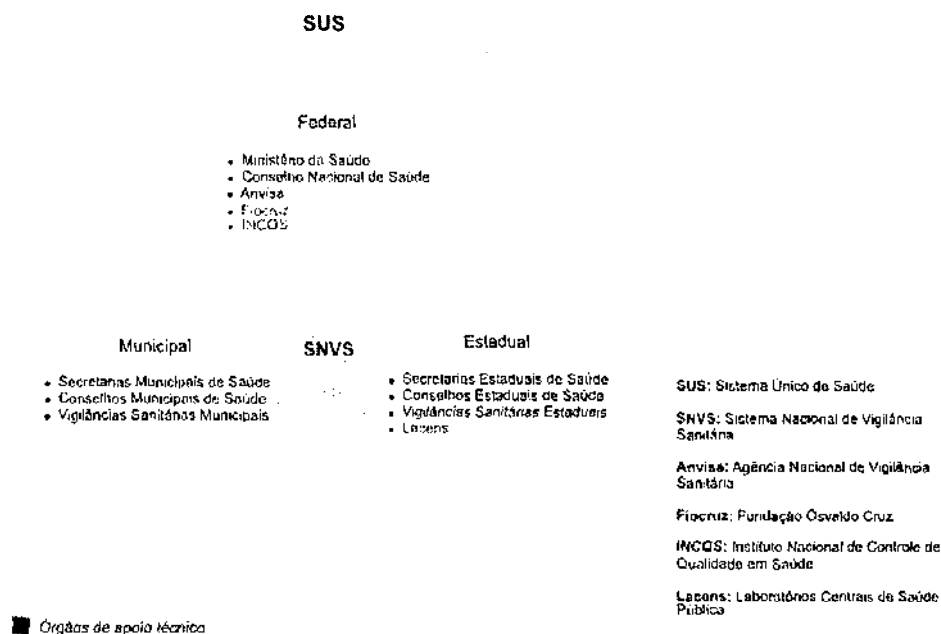 SUS
Federal
• Ministério da Saúde
• Conselho Nacional de Saúde
• Anvisa
• Fiocruz
• INCQS
Municipal
• Secretarias Municipais de Saúde
• Conselhos Municipais de Saúde
• Vigilâncias Sanitárias Municipais
SNVS
Estadual
• Secretarias Estaduais de Saúde
• Conselhos Estaduais de Saúde
• Vigilâncias Sanitárias Estaduais
• Lacens
SUS: Sistema Único de Saúde
SNVS: Sistema Nacional de Vigilância
Sanitária
Anvisa: Agência Nacional de Vigilância
Sanitária
Fiocruz: Fundação Osvaldo Cruz
INCQS: Instituto Nacional de Controle de
Qualidade em Saúde
Lacens: Laboratórios Centrais de Saúde
Pública
Órgãos de apoio técnico